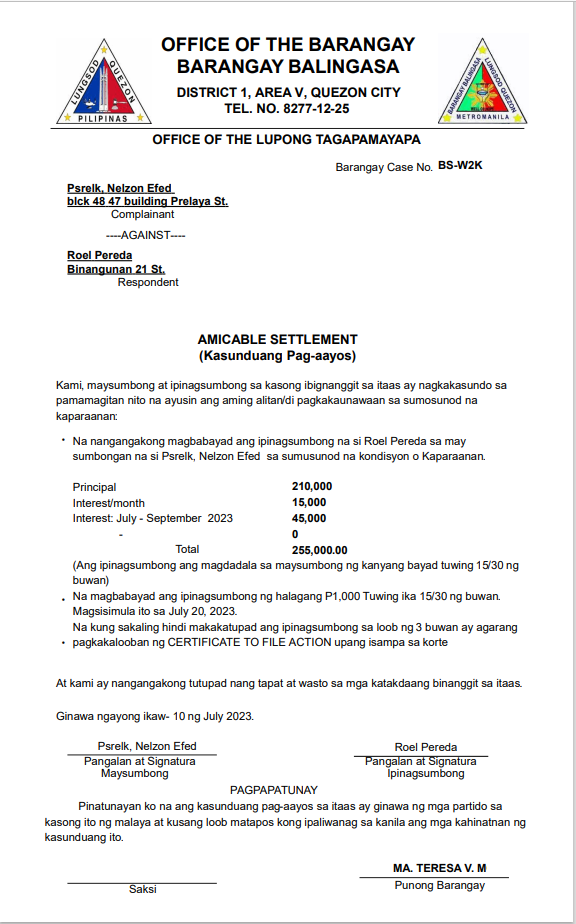 OFFICE OF THE BARANGAY
BARANGAY BALINGASA
DISTRICT 1, AREA V, QUEZON CITY
TEL. NO. 8277-12-25
LUNGSOD QUEZON
PILIPINAS
BARANGAY BALINGASA
LUNGSOD QUEZON
METROMANILA
OFFICE OF THE LUPONG TAGAPAMAYAPA
Barangay Case No. BS-W2K
Psrelk, Nelzon Efed
blck 48 47 building Prelaya St.
Complainant
----AGAINST----
Roel Pereda
Binangunan 21 St,
Respondent
AMICABLE SETTLEMENT
(Kasunduang Pag-aayos)
Kami, maysumbong at ipinagsumbong sa kasong ibignanggit sa itaas ay nagkakasundo sa
pamamagitan nito na ayusin ang aming alitan/di pagkakaunawaan sa sumosunod na
kaparaanan:
• Na nangangakong magbabayad ang ipinagsumbong na si Roel Pereda sa may
sumbongan na si Psrelk, Nelzon Efed sa sumusunod na kondisyon o Kaparaanan.
Principal 210,000
Interest/month 15,000
Interest: July - September 2023 45,000
- 0
Total 255,000.00
(Ang ipinagsumbong ang magdadala sa maysumbong ng kanyang bayad tuwing 15/30 ng
buwan)
• Na magbabayad ang ipinagsumbong ng halagang P1,000 Tuwing ika 15/30 ng buwan.
Magsisimula ito sa July 20, 2023.
Na kung sakaling hindi makakatupad ang ipinagsumbong sa loob ng 3 buwan ay agarang
• pagkakalooban ng CERTIFICATE TO FILE ACTION upang isampa sa korte
At kami ay nangangakong tutupad nang tapat at wasto sa mga katakdaang binanggit sa itaas.
Ginawa ngayong ikaw- 10 ng July 2023.
Psrelk, Nelzon Efed Roel Pereda
Pangalan at Signatura Pangalan at Signatura
Maysumbong Ipinagsumbong
PAGPAPATUNAY
Pinatunayan ko na ang kasunduang pag-aayos sa itaas ay ginawa ng mga partido sa
kasong ito ng malaya at kusang loob matapos kong ipaliwanag sa kanila ang mga kahinatnan ng
kasunduang ito.
MA. TERESA V. M
Saksi Punong Barangay